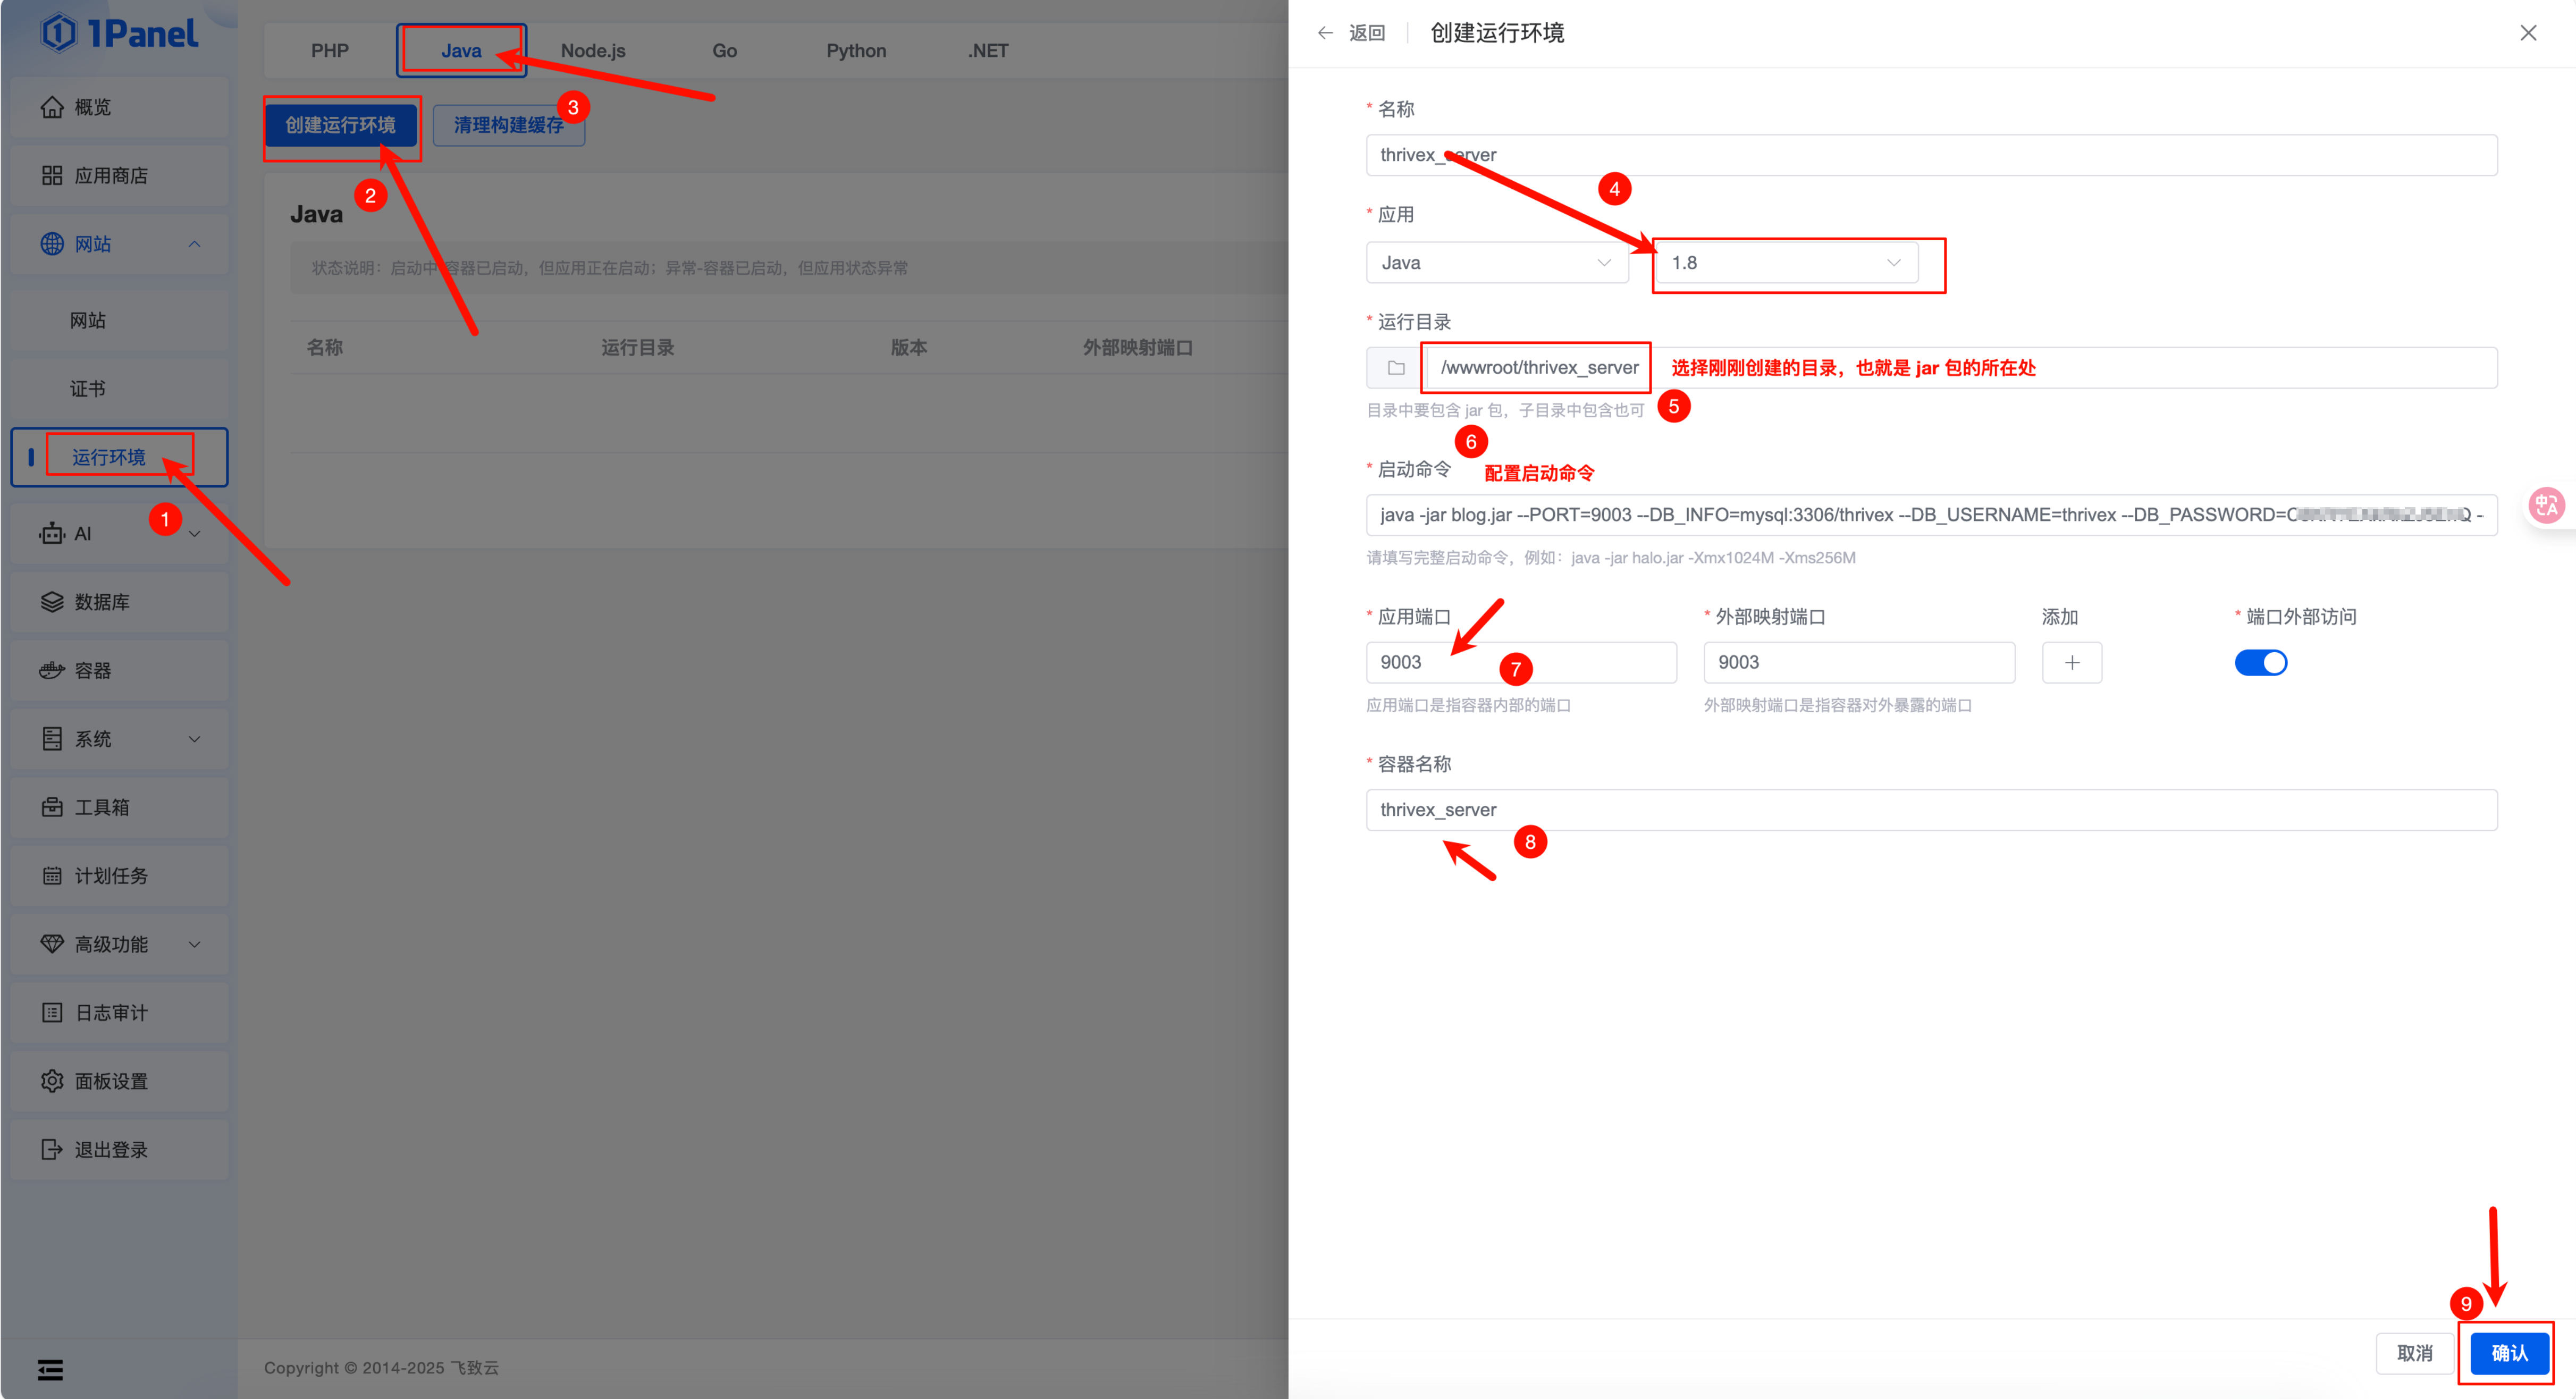 1Panel
概览
应用商店
网站
网站
证书
运行环境
1
AI
数据库
容器
系统
工具箱
计划任务
高级功能
日志审计
面板设置
退出登录
PHP
Java
Node.js
Go
Python
.NET
创建运行环境
清理构建缓存
3
2
Java
状态说明：启动中 容器已启动，但应用正在启动；异常-容器已启动，但应用状态异常
名称
运行目录
版本
外部映射端口
Copyright © 2014-2025 飞致云
返回
创建运行环境
* 名称
thrivex_server
4
* 应用
Java
1.8
* 运行目录
/wwwroot/thrivex_server
选择刚刚创建的目录，也就是 jar 包的所在处
目录中要包含 jar 包，子目录中包含也可
5
6
* 启动命令
配置启动命令
java -jar blog.jar --PORT=9003 --DB_INFO=mysql:3306/thrivex --DB_USERNAME=thrivex --DB_PASSWORD=
请填写完整启动命令，例如：java -jar halo.jar -Xmx1024M -Xms256M
* 应用端口
* 外部映射端口
添加
* 端口外部访问
9003
7
9003
应用端口是指容器内部的端口
外部映射端口是指容器对外暴露的端口
* 容器名称
thrivex_server
8
9
取消
确认
中
A